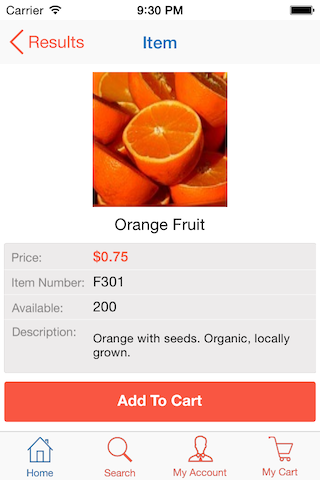 Carrier 9:30 PM
Results Item
Orange Fruit
Price: $0.75
Item Number: F301
Available: 200
Description: Orange with seeds. Organic, locally
grown.
Add To Cart
Home Search My Account My Cart